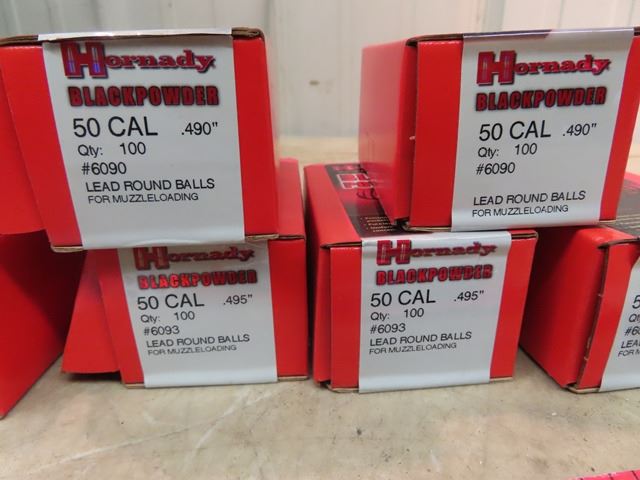 Hornady
BLACKPOWDER
50 CAL .490"
Qty: 100
#6090
LEAD ROUND BALLS
FOR MUZZLELOADING
Hornady
BLACKPOWDER
50 CAL .490"
Qty: 100
#6090
LEAD ROUND BALLS
FOR MUZZLELOADING
Hornady
BLACKPOWDER
50 CAL .495"
Qty: 100
#6093
LEAD ROUND BALLS
FOR MUZZLELOADING
Hornady
BLACKPOWDER
50 CAL .495"
Qty: 100
#6093
LEAD ROUND BALLS
FOR MUZZLELOADING